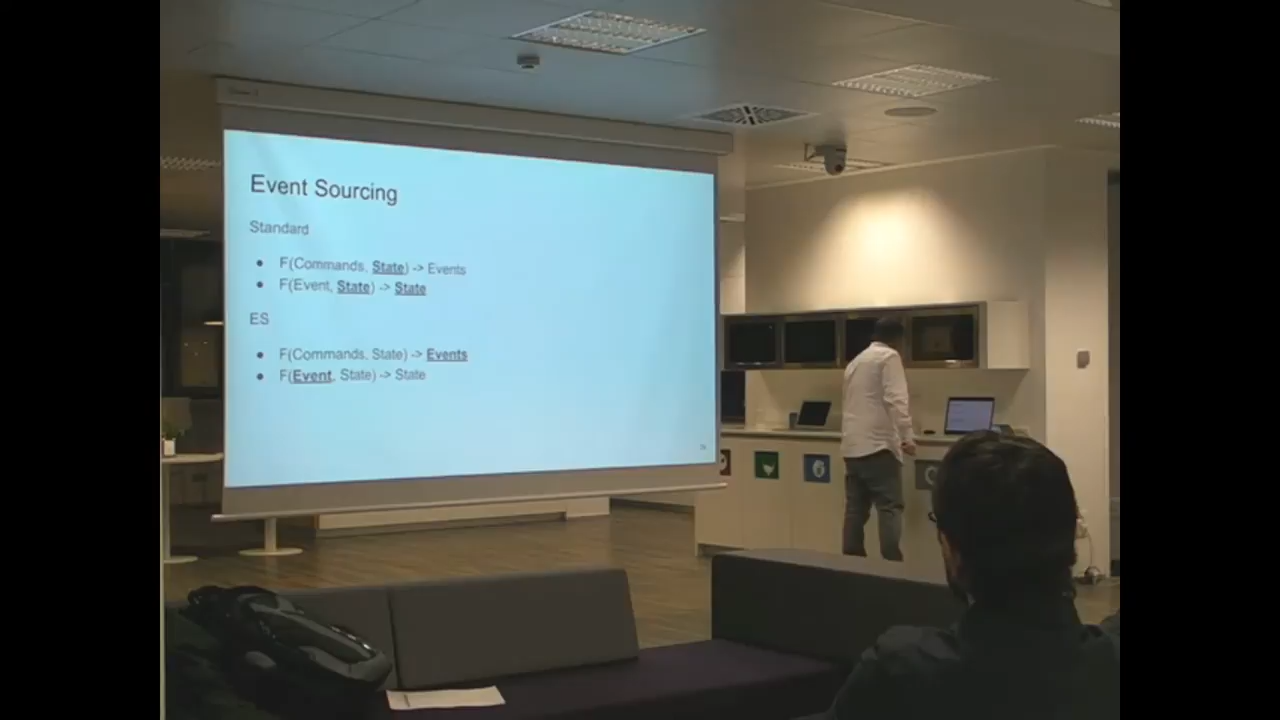 Event Sourcing
Standard
• F(Commands, State) -> Events
• F(Event, State) -> State
ES
• F(Commands, State) -> Events
• F(Event, State) -> State